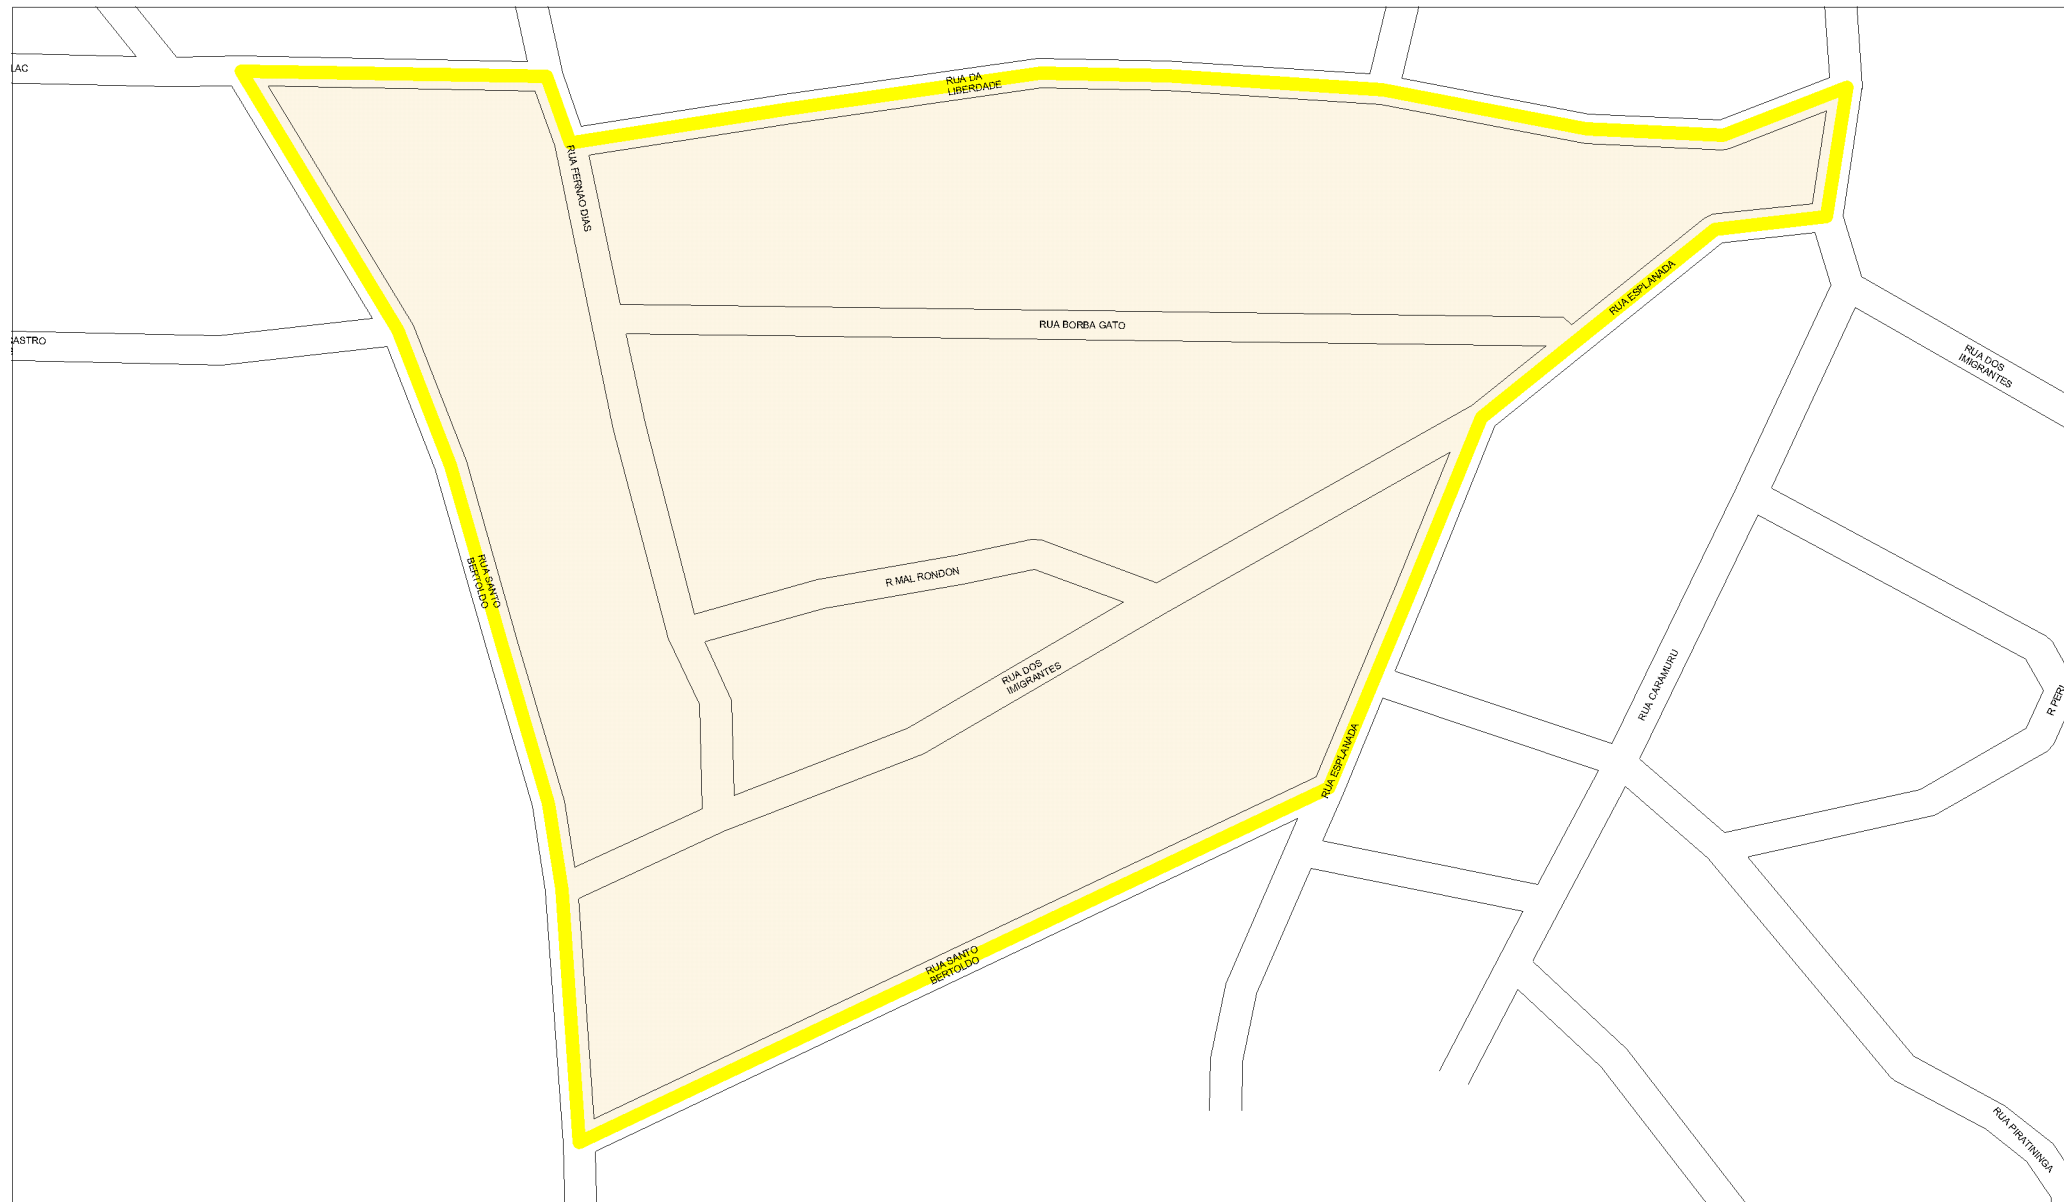 LAC
RUA DA
LIBERDADE
RUA FERNAO DIAS
RUA ESPLANADA
RUA BORBA GATO
ASTRO
RUA DOS
IMIGRANTES
RUA SANTO
BERTOLDO
R MAL RONDON
RUA DOS
IMIGRANTES
RUA CARAMURU
R PERU
RUA ESPLANADA
RUA SANTO
BERTOLDO
RUA PIRATININGA